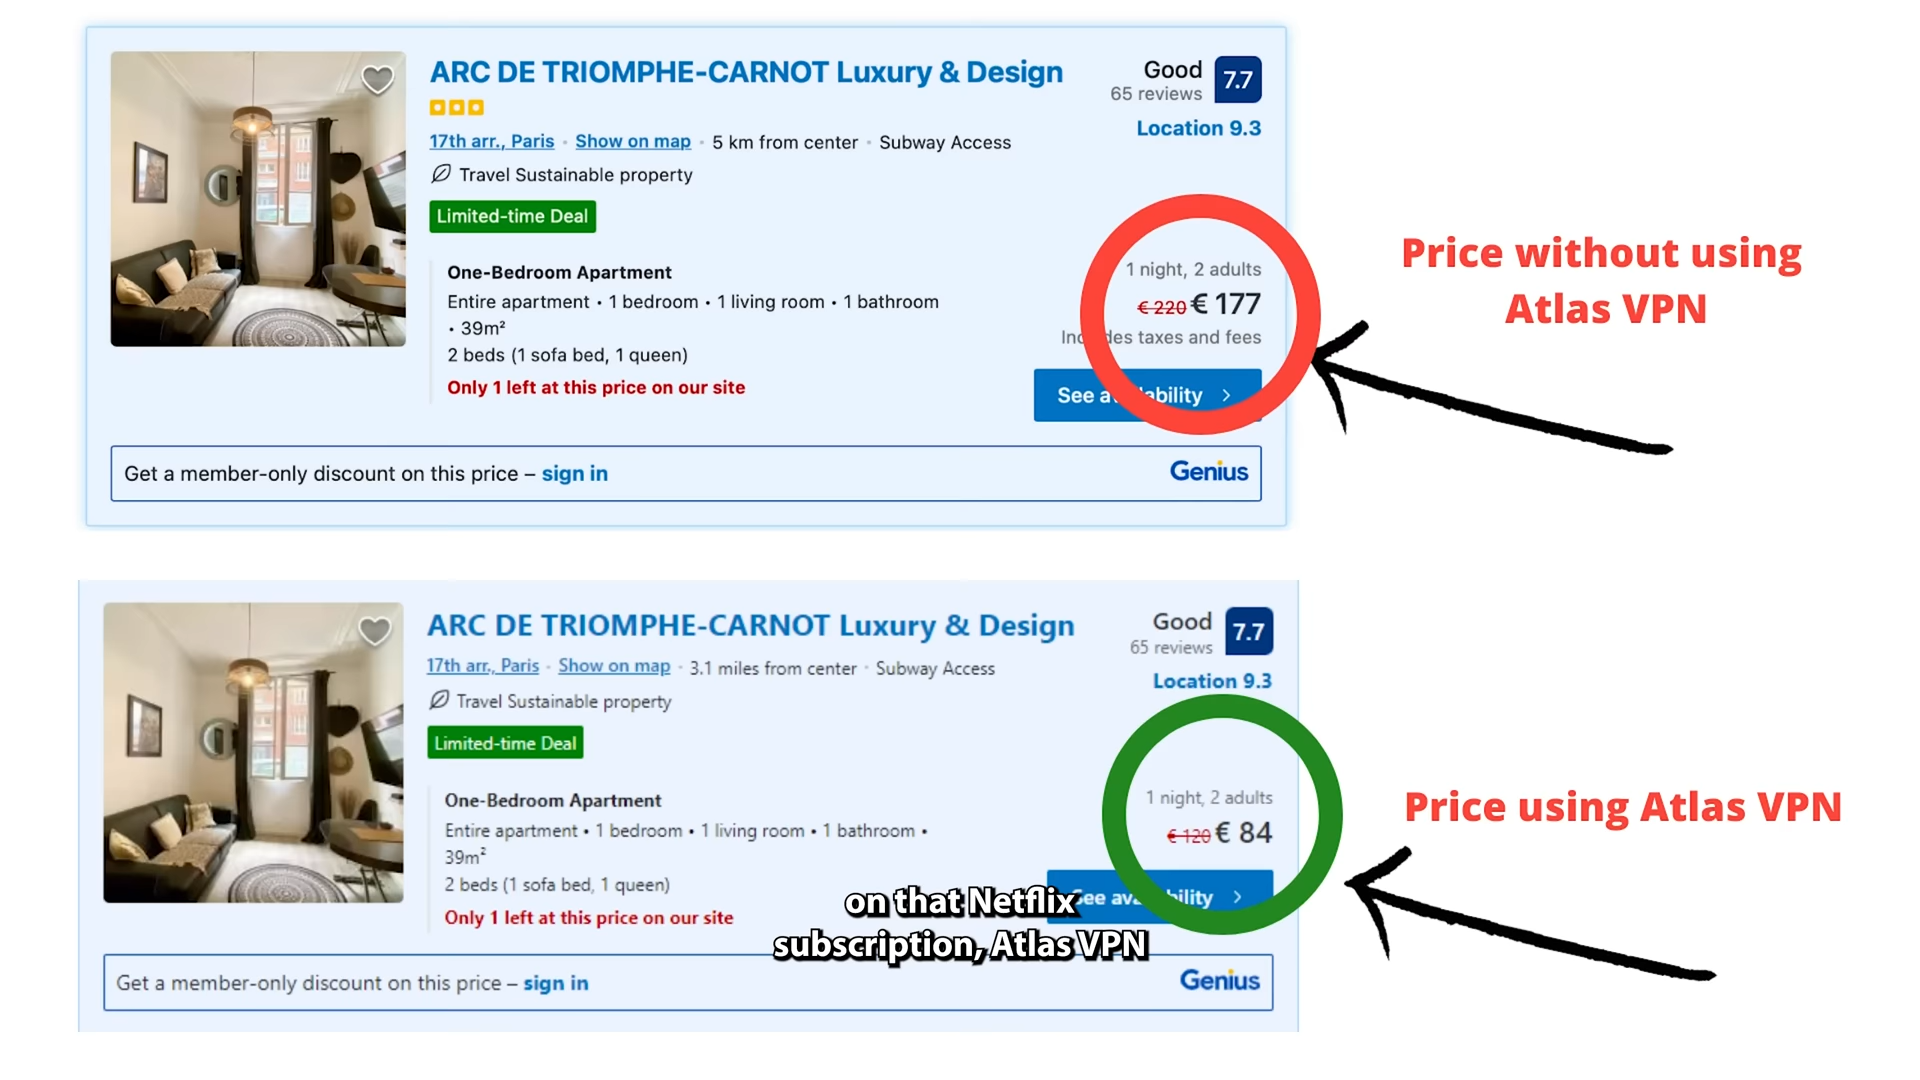 ARC DE TRIOMPHE-CARNOT Luxury & Design
Good
65 reviews
7.7
Location 9.3
17th arr., Paris · Show on map · 5 km from center · Subway Access
Travel Sustainable property
Limited-time Deal
One-Bedroom Apartment
Entire apartment • 1 bedroom • 1 living room • 1 bathroom
• 39m²
2 beds (1 sofa bed, 1 queen)
Only 1 left at this price on our site
1 night, 2 adults
€ 220 € 177
Includes taxes and fees
See availability
Get a member-only discount on this price – sign in
Genius
Price without using
Atlas VPN
ARC DE TRIOMPHE-CARNOT Luxury & Design
Good
65 reviews
7.7
Location 9.3
17th arr., Paris · Show on map · 3.1 miles from center · Subway Access
Travel Sustainable property
Limited-time Deal
One-Bedroom Apartment
Entire apartment • 1 bedroom • 1 living room • 1 bathroom •
39m²
2 beds (1 sofa bed, 1 queen)
Only 1 left at this price on our site
1 night, 2 adults
€ 120 € 84
See availability
Get a member-only discount on this price – sign in
Genius
Price using Atlas VPN
on that Netflix
subscription, Atlas VPN